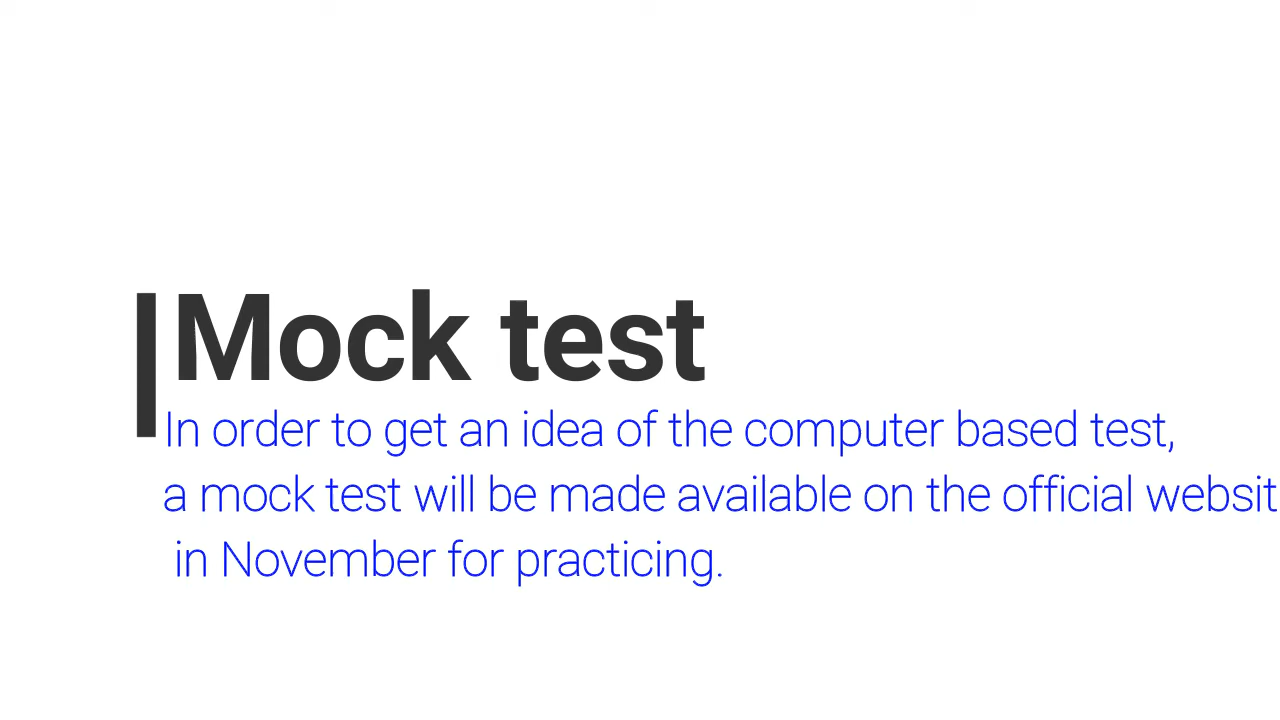 Mock test
In order to get an idea of the computer based test,
a mock test will be made available on the official websit
in November for practicing.